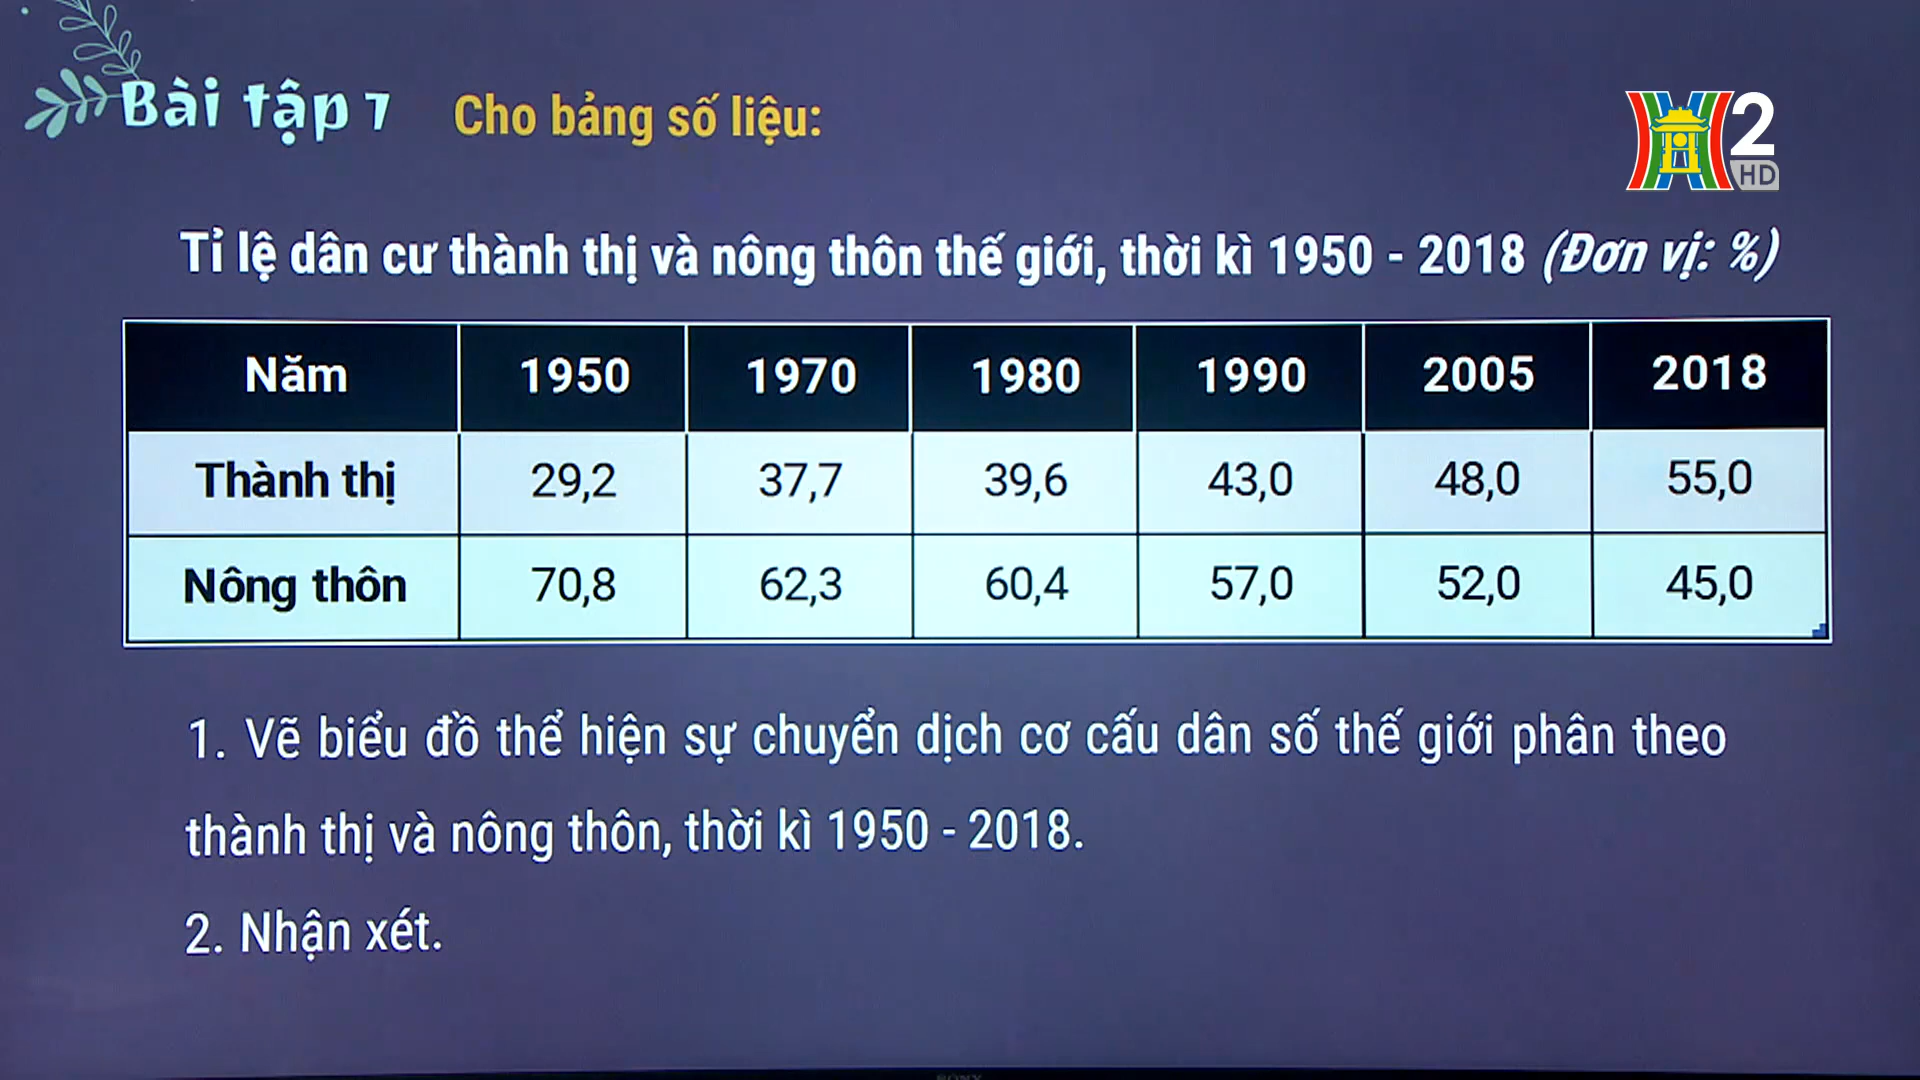 Bài tập 7 Cho bảng số liệu:
2
HD
Tỉ lệ dân cư thành thị và nông thôn thế giới, thời kì 1950 - 2018 (Đơn vị: %)
Năm 1950 1970 1980 1990 2005 2018
Thành thị 29,2 37,7 39,6 43,0 48,0 55,0
Nông thôn 70,8 62,3 60,4 57,0 52,0 45,0
1. Vẽ biểu đồ thể hiện sự chuyển dịch cơ cấu dân số thế giới phân theo
thành thị và nông thôn, thời kì 1950 - 2018.
2. Nhận xét.
SONY